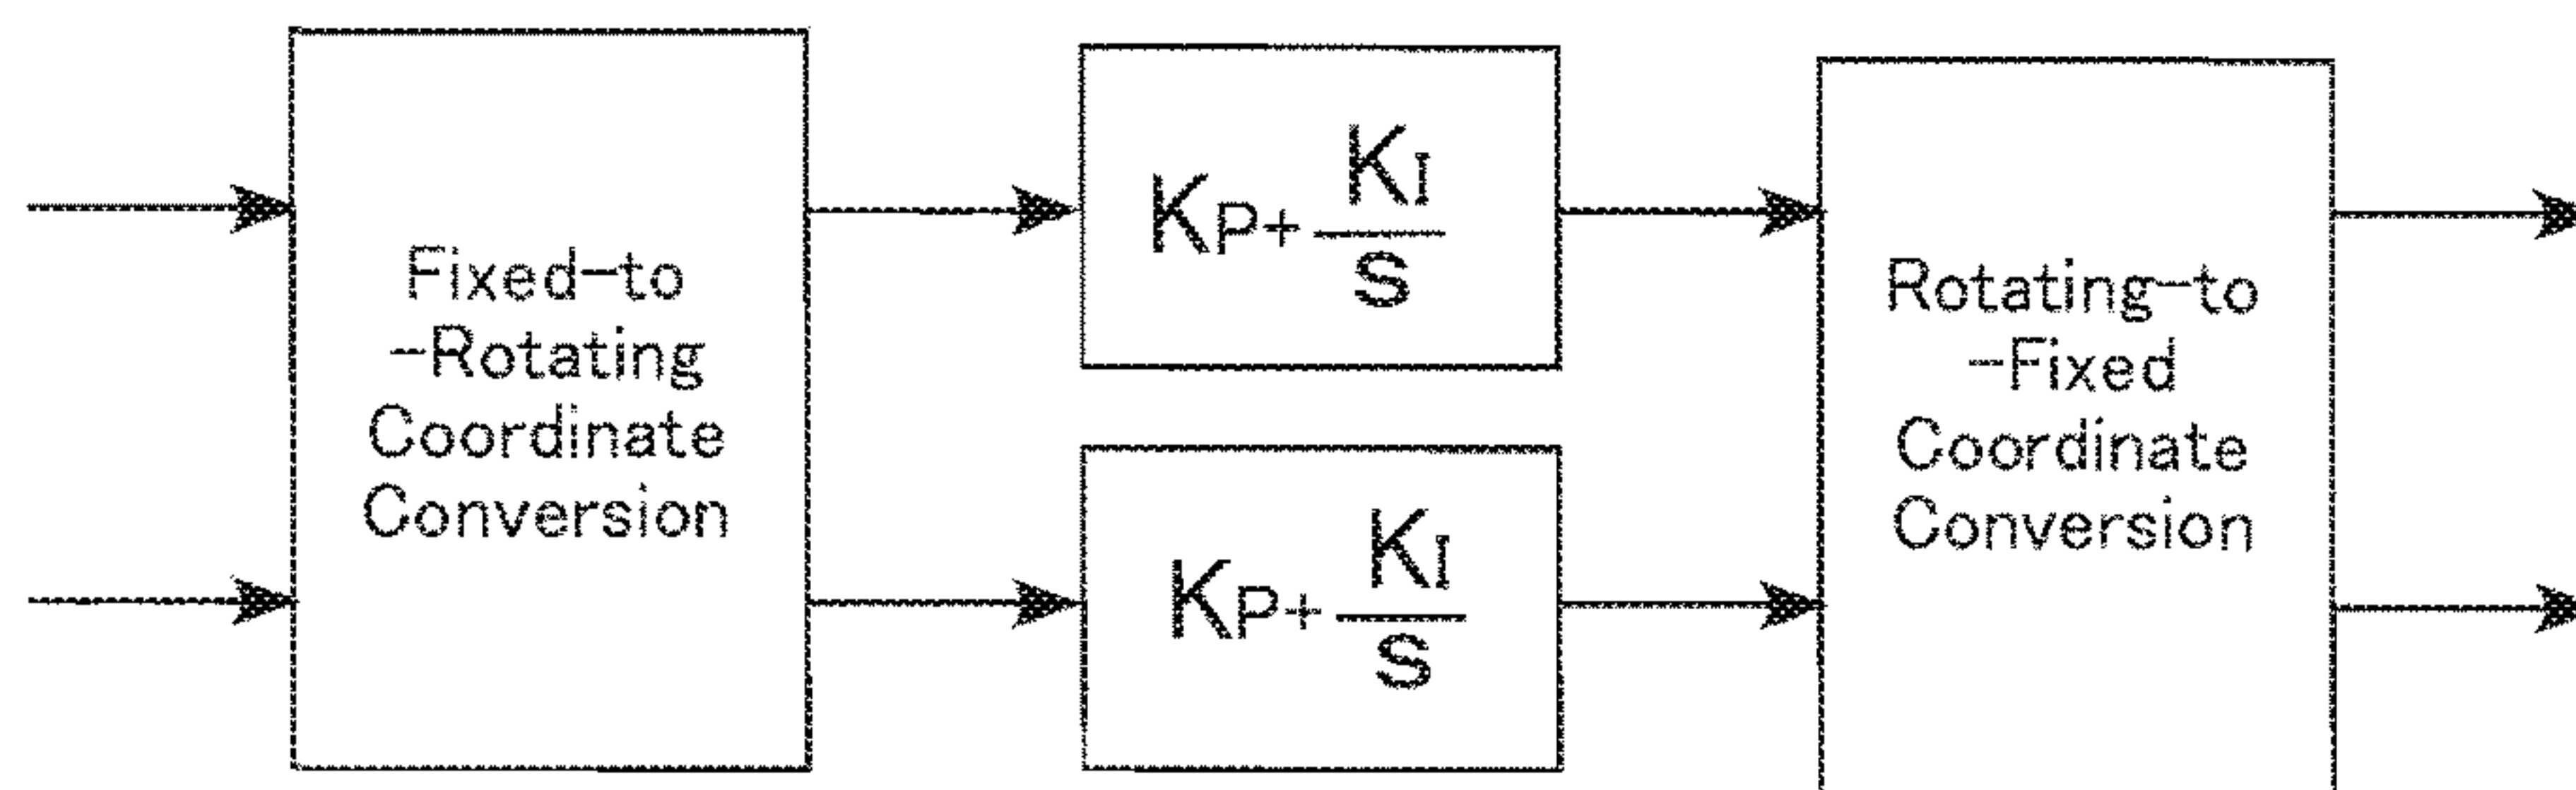 Fixed-to
-Rotating
Coordinate
Conversion
KP+KI/s
KP+KI/s
Rotating-to
-Fixed
Coordinate
Conversion